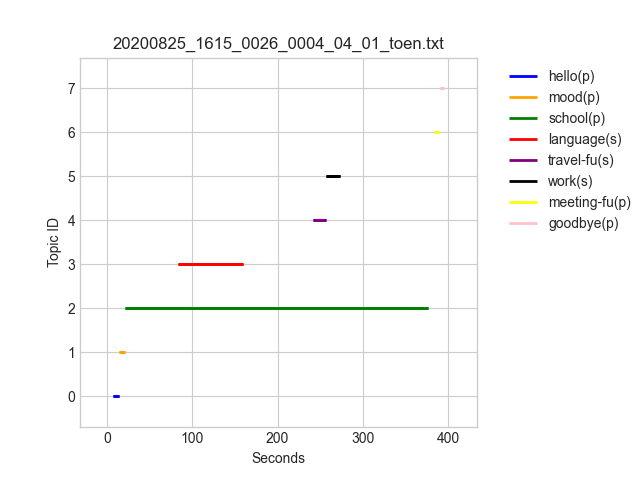 20200825_1615_0026_0004_04_01_toen.txt
7
6
5
4
3
2
1
0
Topic ID
0 100 200 300 400
Seconds
hello(p)
mood(p)
school(p)
language(s)
travel-fu(s)
work(s)
meeting-fu(p)
goodbye(p)